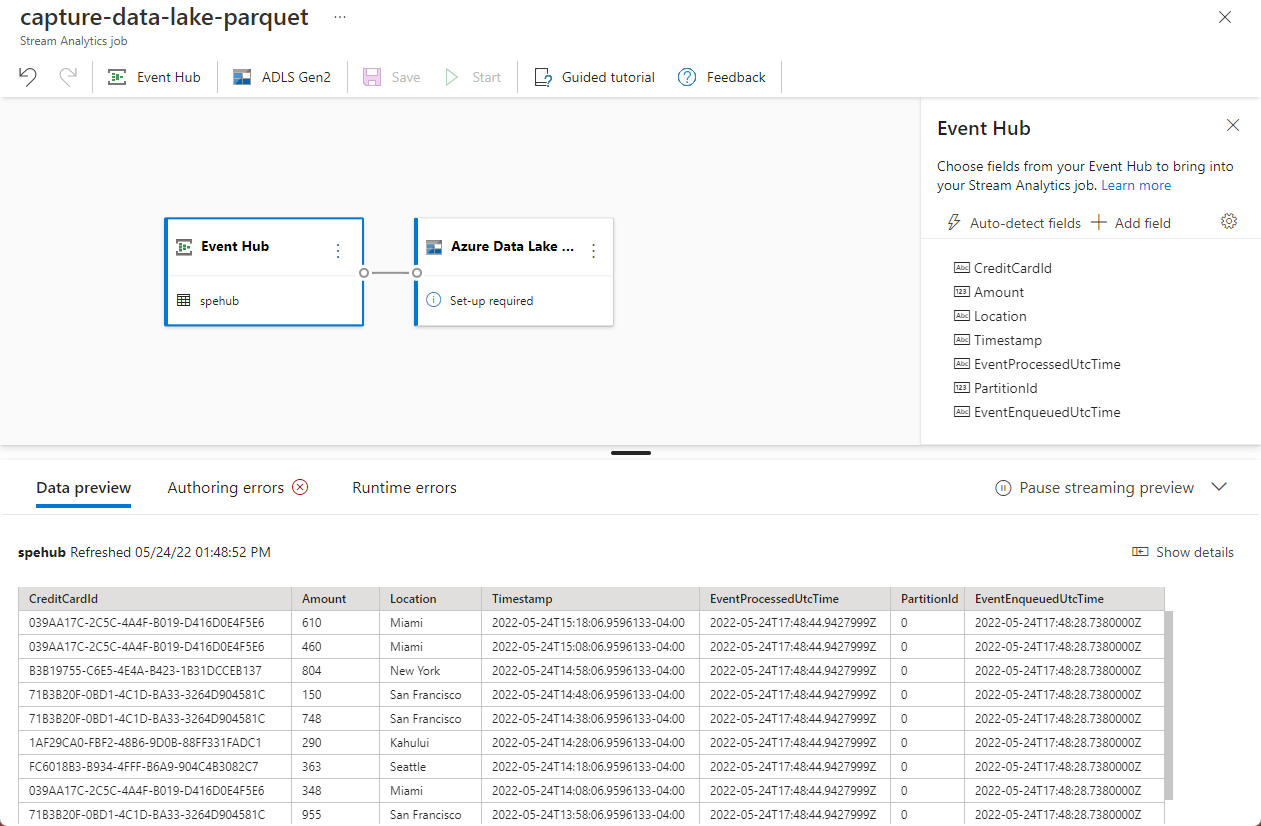 capture-data-lake-parquet ...
Stream Analytics job
Event Hub ADLS Gen2 Save Start Guided tutorial Feedback
Event Hub
Choose fields from your Event Hub to bring into
your Stream Analytics job. Learn more
Auto-detect fields Add field
Abc CreditCardId
123 Amount
Abc Location
Abc Timestamp
Abc EventProcessedUtcTime
123 PartitionId
Abc EventEnqueuedUtcTime
Event Hub
spehub
Azure Data Lake ...
Set-up required
Data preview Authoring errors Runtime errors Pause streaming preview
spehub Refreshed 05/24/22 01:48:52 PM Show details
CreditCardId Amount Location Timestamp EventProcessedUtcTime PartitionId EventEnqueuedUtcTime
039AA17C-2C5C-4A4F-B019-D416D0E4F5E6 610 Miami 2022-05-24T15:18:06.9596133-04:00 2022-05-24T17:48:44.9427999Z 0 2022-05-24T17:48:28.7380000Z
039AA17C-2C5C-4A4F-B019-D416D0E4F5E6 460 Miami 2022-05-24T15:08:06.9596133-04:00 2022-05-24T17:48:44.9427999Z 0 2022-05-24T17:48:28.7380000Z
B3B19755-C6E5-4E4A-B423-1B31DCCEB137 804 New York 2022-05-24T14:58:06.9596133-04:00 2022-05-24T17:48:44.9427999Z 0 2022-05-24T17:48:28.7380000Z
71B3B20F-0BD1-4C1D-BA33-3264D904581C 150 San Francisco 2022-05-24T14:48:06.9596133-04:00 2022-05-24T17:48:44.9427999Z 0 2022-05-24T17:48:28.7380000Z
71B3B20F-0BD1-4C1D-BA33-3264D904581C 748 San Francisco 2022-05-24T14:38:06.9596133-04:00 2022-05-24T17:48:44.9427999Z 0 2022-05-24T17:48:28.7380000Z
1AF29CA0-FBF2-48B6-9D0B-88FF331FADC1 290 Kahului 2022-05-24T14:28:06.9596133-04:00 2022-05-24T17:48:44.9427999Z 0 2022-05-24T17:48:28.7380000Z
FC6018B3-B934-4FFF-B6A9-904C4B3082C7 363 Seattle 2022-05-24T14:18:06.9596133-04:00 2022-05-24T17:48:44.9427999Z 0 2022-05-24T17:48:28.7380000Z
039AA17C-2C5C-4A4F-B019-D416D0E4F5E6 348 Miami 2022-05-24T14:08:06.9596133-04:00 2022-05-24T17:48:44.9427999Z 0 2022-05-24T17:48:28.7380000Z
71B3B20F-0BD1-4C1D-BA33-3264D904581C 955 San Francisco 2022-05-24T13:58:06.9596133-04:00 2022-05-24T17:48:44.9427999Z 0 2022-05-24T17:48:28.7380000Z